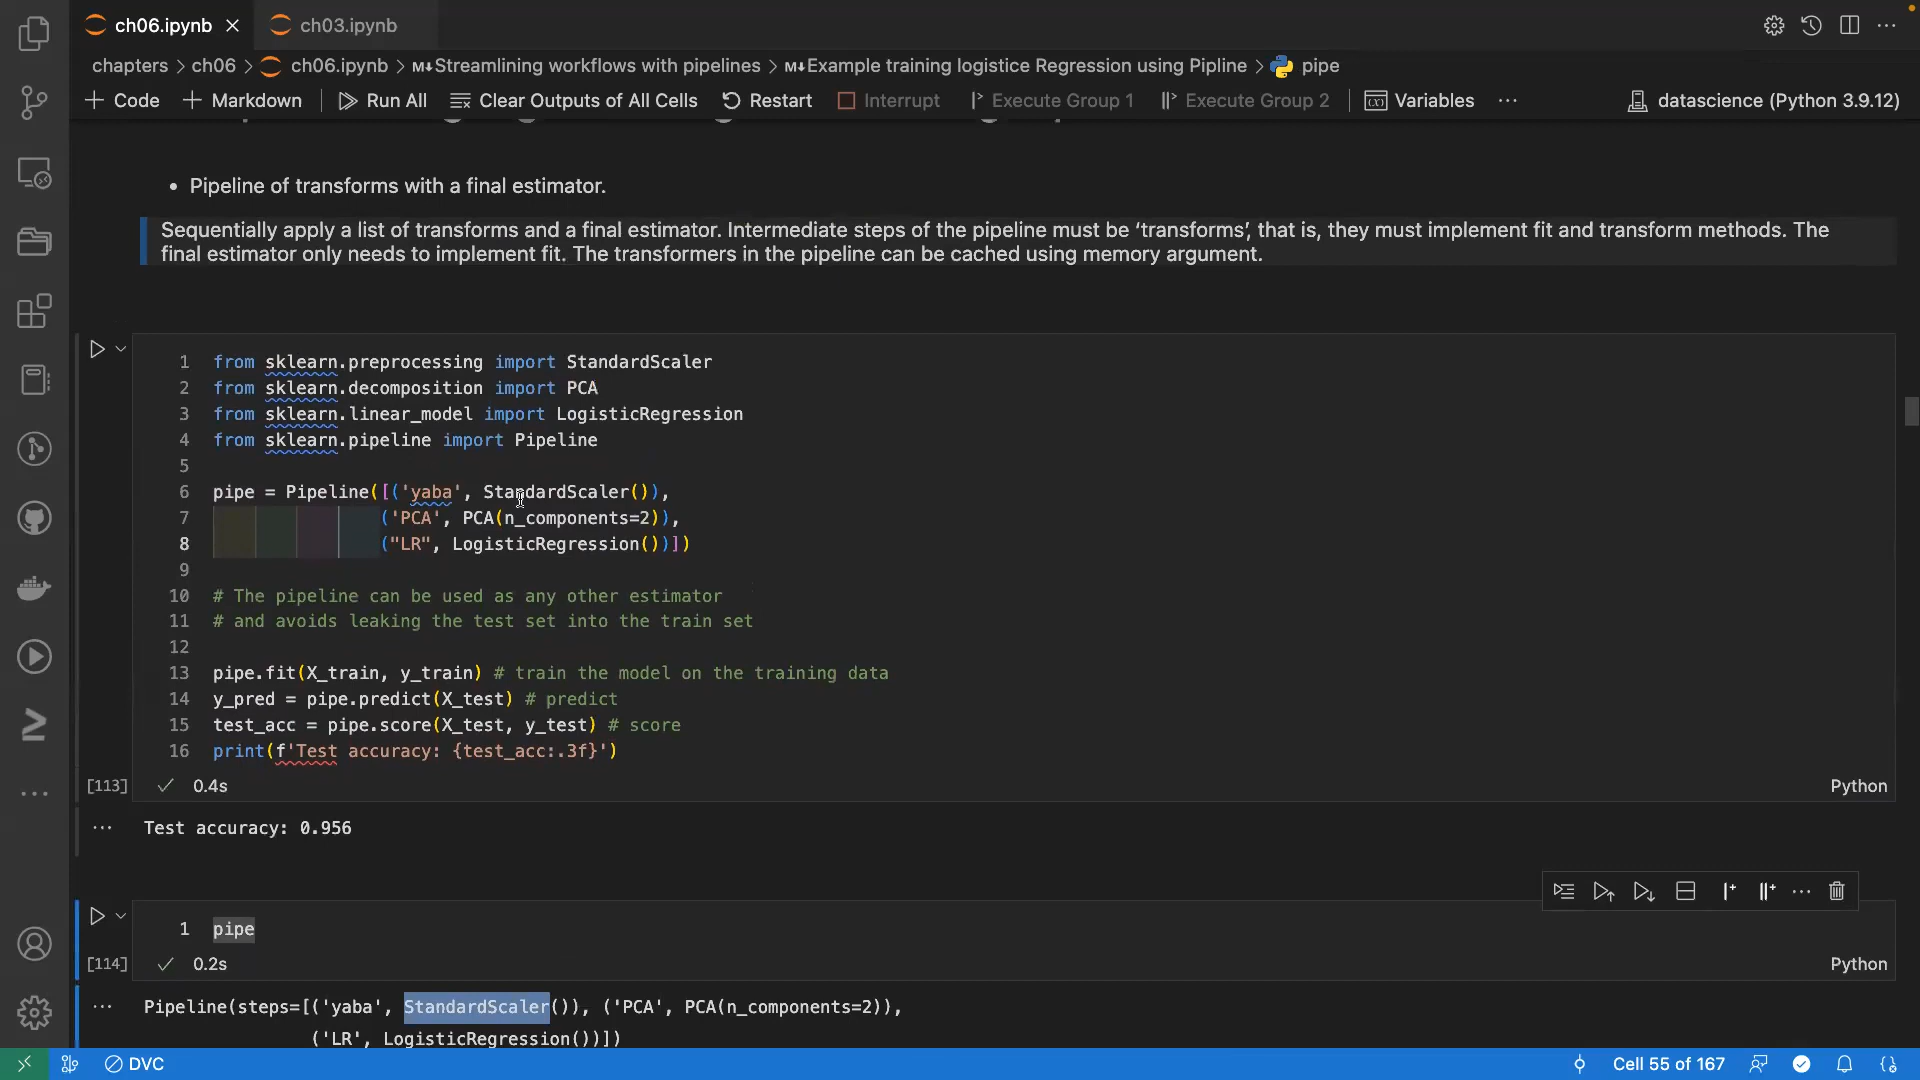 ch06.ipynb
ch03.ipynb
chapters > ch06 > ch06.ipynb > M↓Streamlining workflows with pipelines > M↓Example training logistice Regression using Pipline > pipe
+ Code + Markdown Run All Clear Outputs of All Cells Restart Interrupt Execute Group 1 Execute Group 2 Variables ··· datascience (Python 3.9.12)
• Pipeline of transforms with a final estimator.
Sequentially apply a list of transforms and a final estimator. Intermediate steps of the pipeline must be ‘transforms’, that is, they must implement fit and transform methods. The
final estimator only needs to implement fit. The transformers in the pipeline can be cached using memory argument.
1 from sklearn.preprocessing import StandardScaler
2 from sklearn.decomposition import PCA
3 from sklearn.linear_model import LogisticRegression
4 from sklearn.pipeline import Pipeline
5
6 pipe = Pipeline([('yaba', StandardScaler()),
7 ('PCA', PCA(n_components=2)),
8 ("LR", LogisticRegression())])
9
10 # The pipeline can be used as any other estimator
11 # and avoids leaking the test set into the train set
12
13 pipe.fit(X_train, y_train) # train the model on the training data
14 y_pred = pipe.predict(X_test) # predict
15 test_acc = pipe.score(X_test, y_test) # score
16 print(f'Test accuracy: {test_acc:.3f}')
[113] ✓ 0.4s Python
··· Test accuracy: 0.956
1 pipe
[114] ✓ 0.2s Python
··· Pipeline(steps=[('yaba', StandardScaler()), ('PCA', PCA(n_components=2)),
('LR', LogisticRegression())])
DVC Cell 55 of 167